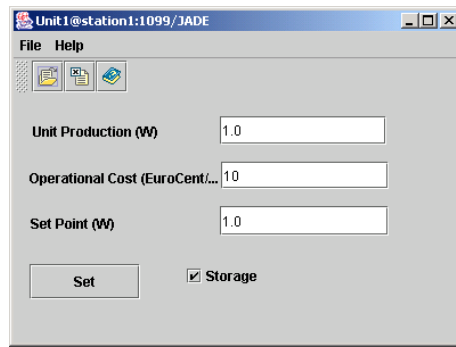 Unit1@station1:1099/JADE
File Help
Unit Production (W) 1.0
Operational Cost (EuroCent/... 10
Set Point (W) 1.0
Set Storage